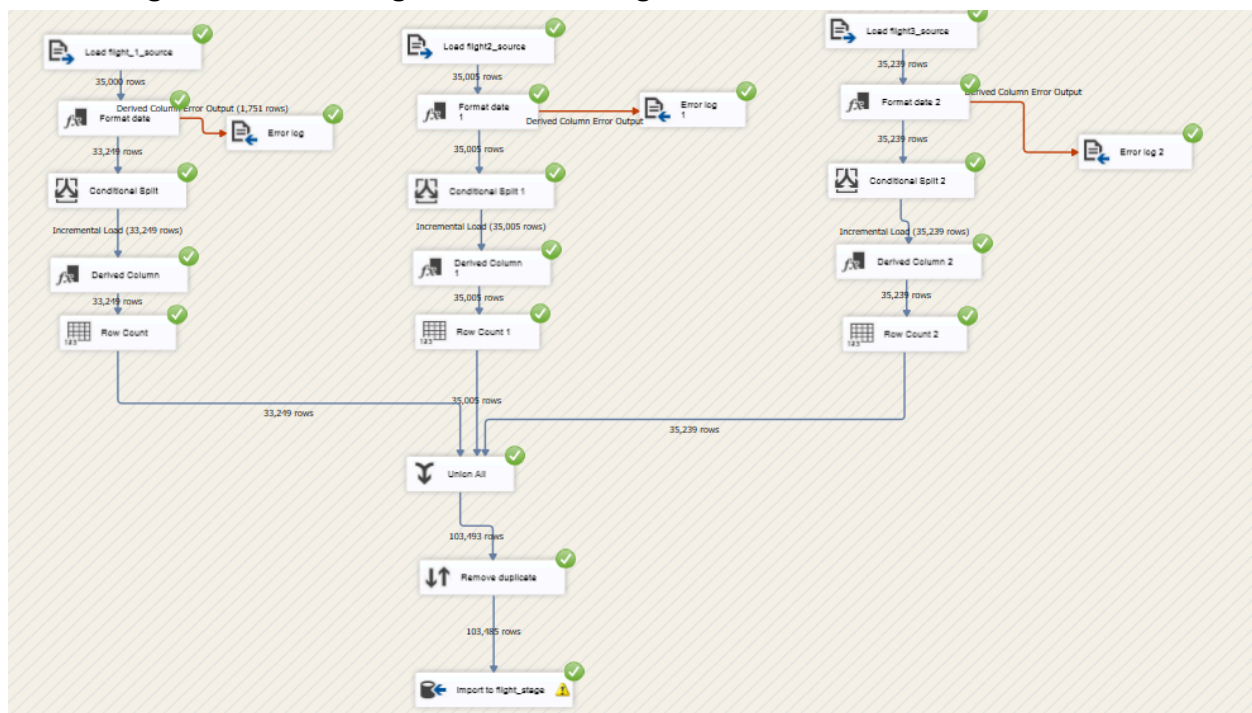 Load flight_1_source
Load flight2_source
Load flight3_source
35,000 rows
35,005 rows
35,239 rows
Derived Column Error Output (1,751 rows)
Format date
Error log
Format date
1
Derived Column Error Output
Error log
1
Format date 2
Derived Column Error Output
Error log 2
33,249 rows
35,005 rows
35,239 rows
Conditional Split
Conditional Split 1
Conditional Split 2
Incremental Load (33,249 rows)
Incremental Load (35,005 rows)
Incremental Load (35,239 rows)
Derived Column
Derived Column
1
Derived Column 2
33,249 rows
35,005 rows
35,239 rows
123
Row Count
123
Row Count 1
123
Row Count 2
33,249 rows
35,005 rows
35,239 rows
Union All
103,493 rows
Remove duplicate
103,485 rows
Import to flight_stage